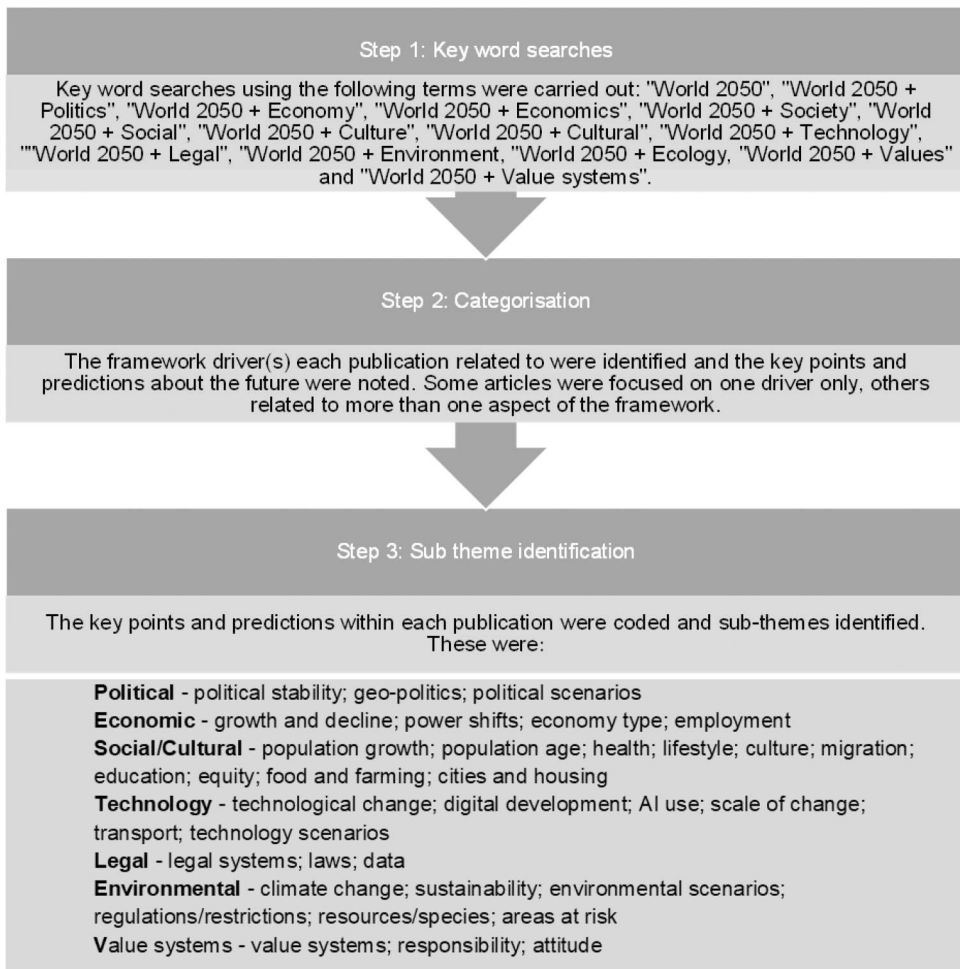 Step 1: Key word searches
Key word searches using the following terms were carried out: "World 2050", "World 2050 +
Politics", "World 2050 + Economy", "World 2050 + Economics", "World 2050 + Society", "World
2050 + Social", "World 2050 + Culture", "World 2050 + Cultural", "World 2050 + Technology",
""World 2050 + Legal", "World 2050 + Environment, "World 2050 + Ecology, "World 2050 + Values"
and "World 2050 + Value systems".
Step 2: Categorisation
The framework driver(s) each publication related to were identified and the key points and
predictions about the future were noted. Some articles were focused on one driver only, others
related to more than one aspect of the framework.
Step 3: Sub theme identification
The key points and predictions within each publication were coded and sub-themes identified.
These were:
Political - political stability; geo-politics; political scenarios
Economic - growth and decline; power shifts; economy type; employment
Social/Cultural - population growth; population age; health; lifestyle; culture; migration;
education; equity; food and farming; cities and housing
Technology - technological change; digital development; AI use; scale of change;
transport; technology scenarios
Legal - legal systems; laws; data
Environmental - climate change; sustainability; environmental scenarios;
regulations/restrictions; resources/species; areas at risk
Value systems - value systems; responsibility; attitude